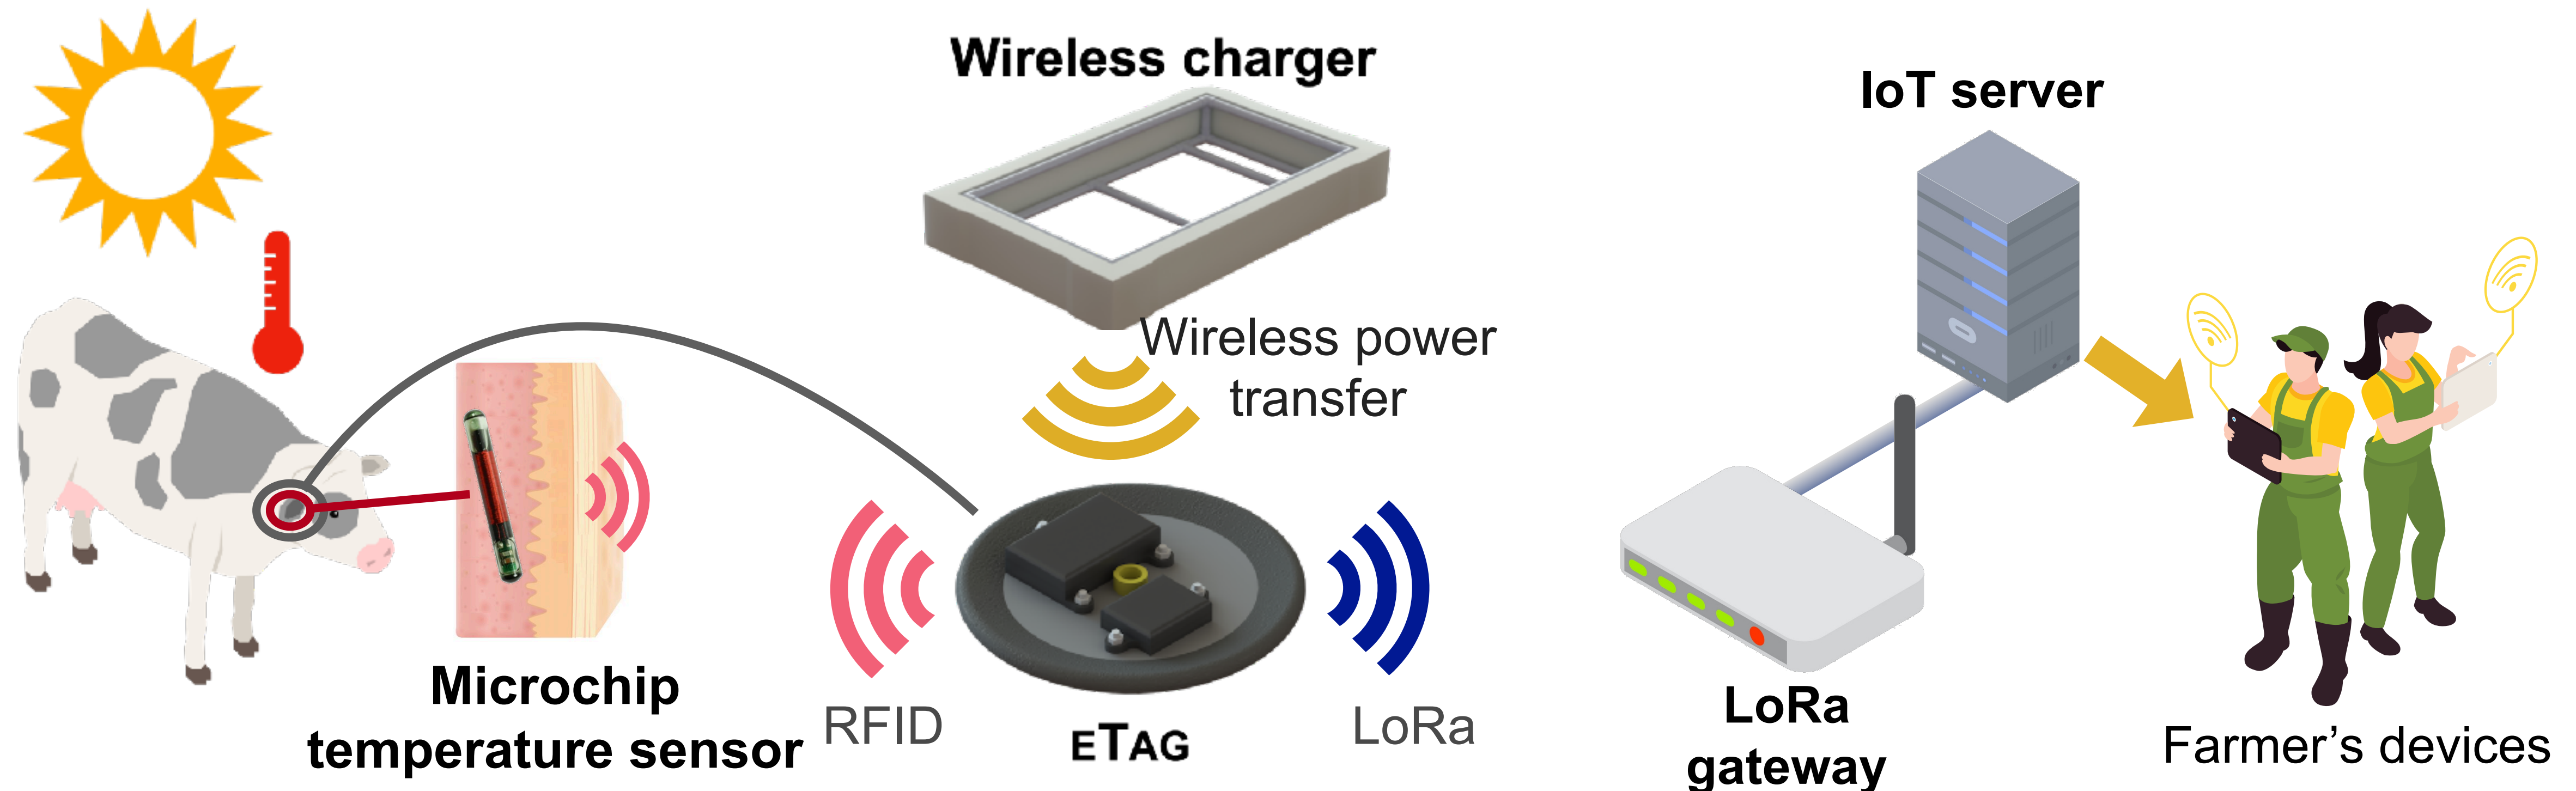 Wireless charger
IoT server
Wireless power
transfer
Microchip
temperature sensor
RFID
ETAG
LoRa
LoRa
gateway
Farmer's devices